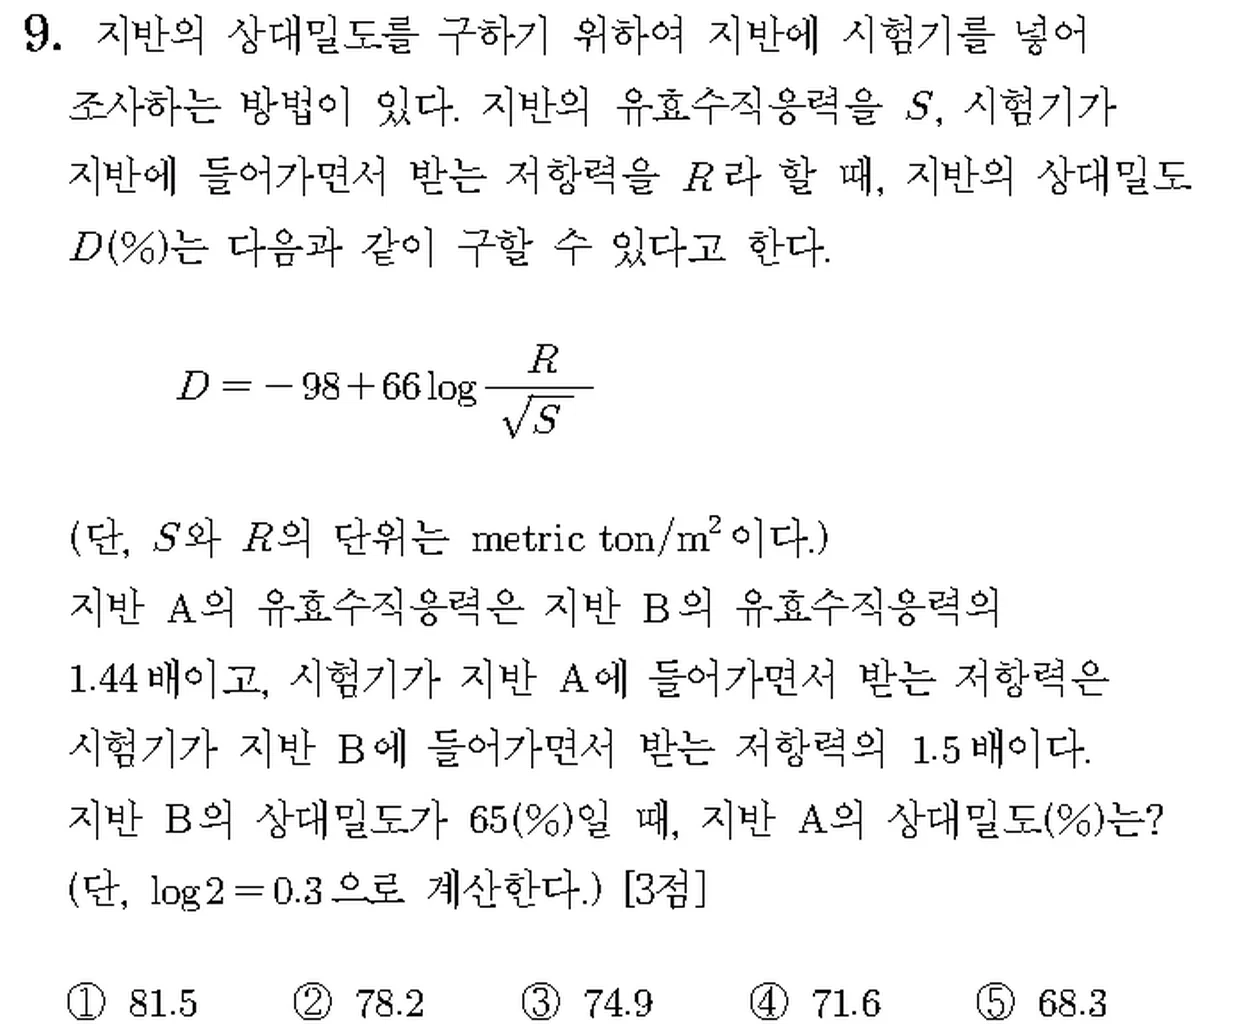 9. 지반의 상대밀도를 구하기 위하여 지반에 시험기를 넣어
조사하는 방법이 있다. 지반의 유효수직응력을 S, 시험기가
지반에 들어가면서 받는 저항력을 R라 할 때, 지반의 상대밀도
D(%)는 다음과 같이 구할 수 있다고 한다.
D = -98 + 66 log R/√S
(단, S와 R의 단위는 metric ton/m²이다.)
지반 A의 유효수직응력은 지반 B의 유효수직응력의
1.44배이고, 시험기가 지반 A에 들어가면서 받는 저항력은
시험기가 지반 B에 들어가면서 받는 저항력의 1.5배이다.
지반 B의 상대밀도가 65(%)일 때, 지반 A의 상대밀도(%)는?
(단, log2 = 0.3으로 계산한다.) [3점]
① 81.5 ② 78.2 ③ 74.9 ④ 71.6 ⑤ 68.3